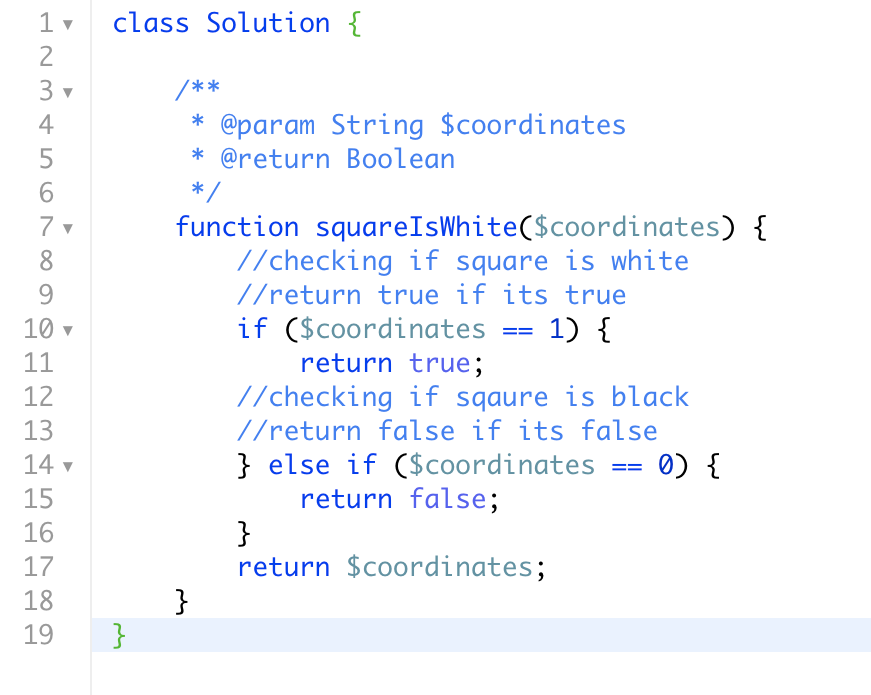 1 class Solution {
2
3     /**
4      * @param String $coordinates
5      * @return Boolean
6      */
7     function squareIsWhite($coordinates) {
8         //checking if square is white
9         //return true if its true
10         if ($coordinates == 1) {
11             return true;
12         //checking if sqaure is black
13         //return false if its false
14         } else if ($coordinates == 0) {
15             return false;
16         }
17         return $coordinates;
18     }
19 }